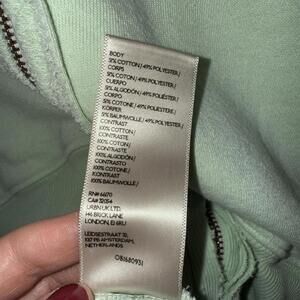 BODY
51% COTTON / 49% POLYESTER /
CORPS
51% COTON / 49% POLYESTER /
CUERPO
51% ALGODÓN / 49% POLIÉSTER /
CORPO
51% COTONE / 49% POLIESTERE /
KÖRPER
51% BAUMWOLLE / 49% POLYESTER /
CONTRAST
100% COTTON /
CONTRASTE
100% COTON /
CONTRASTE
100% ALGODÓN /
CONTRASTO
100% COTONE /
KONTRAST
100% BAUMWOLLE
RN# 66170
CA# 32054
URBN UK LTD.
146 BRICK LANE
LONDON, E1 6RU
LEIDSESTRAAT 32,
1017 PB AMSTERDAM,
NETHERLANDS